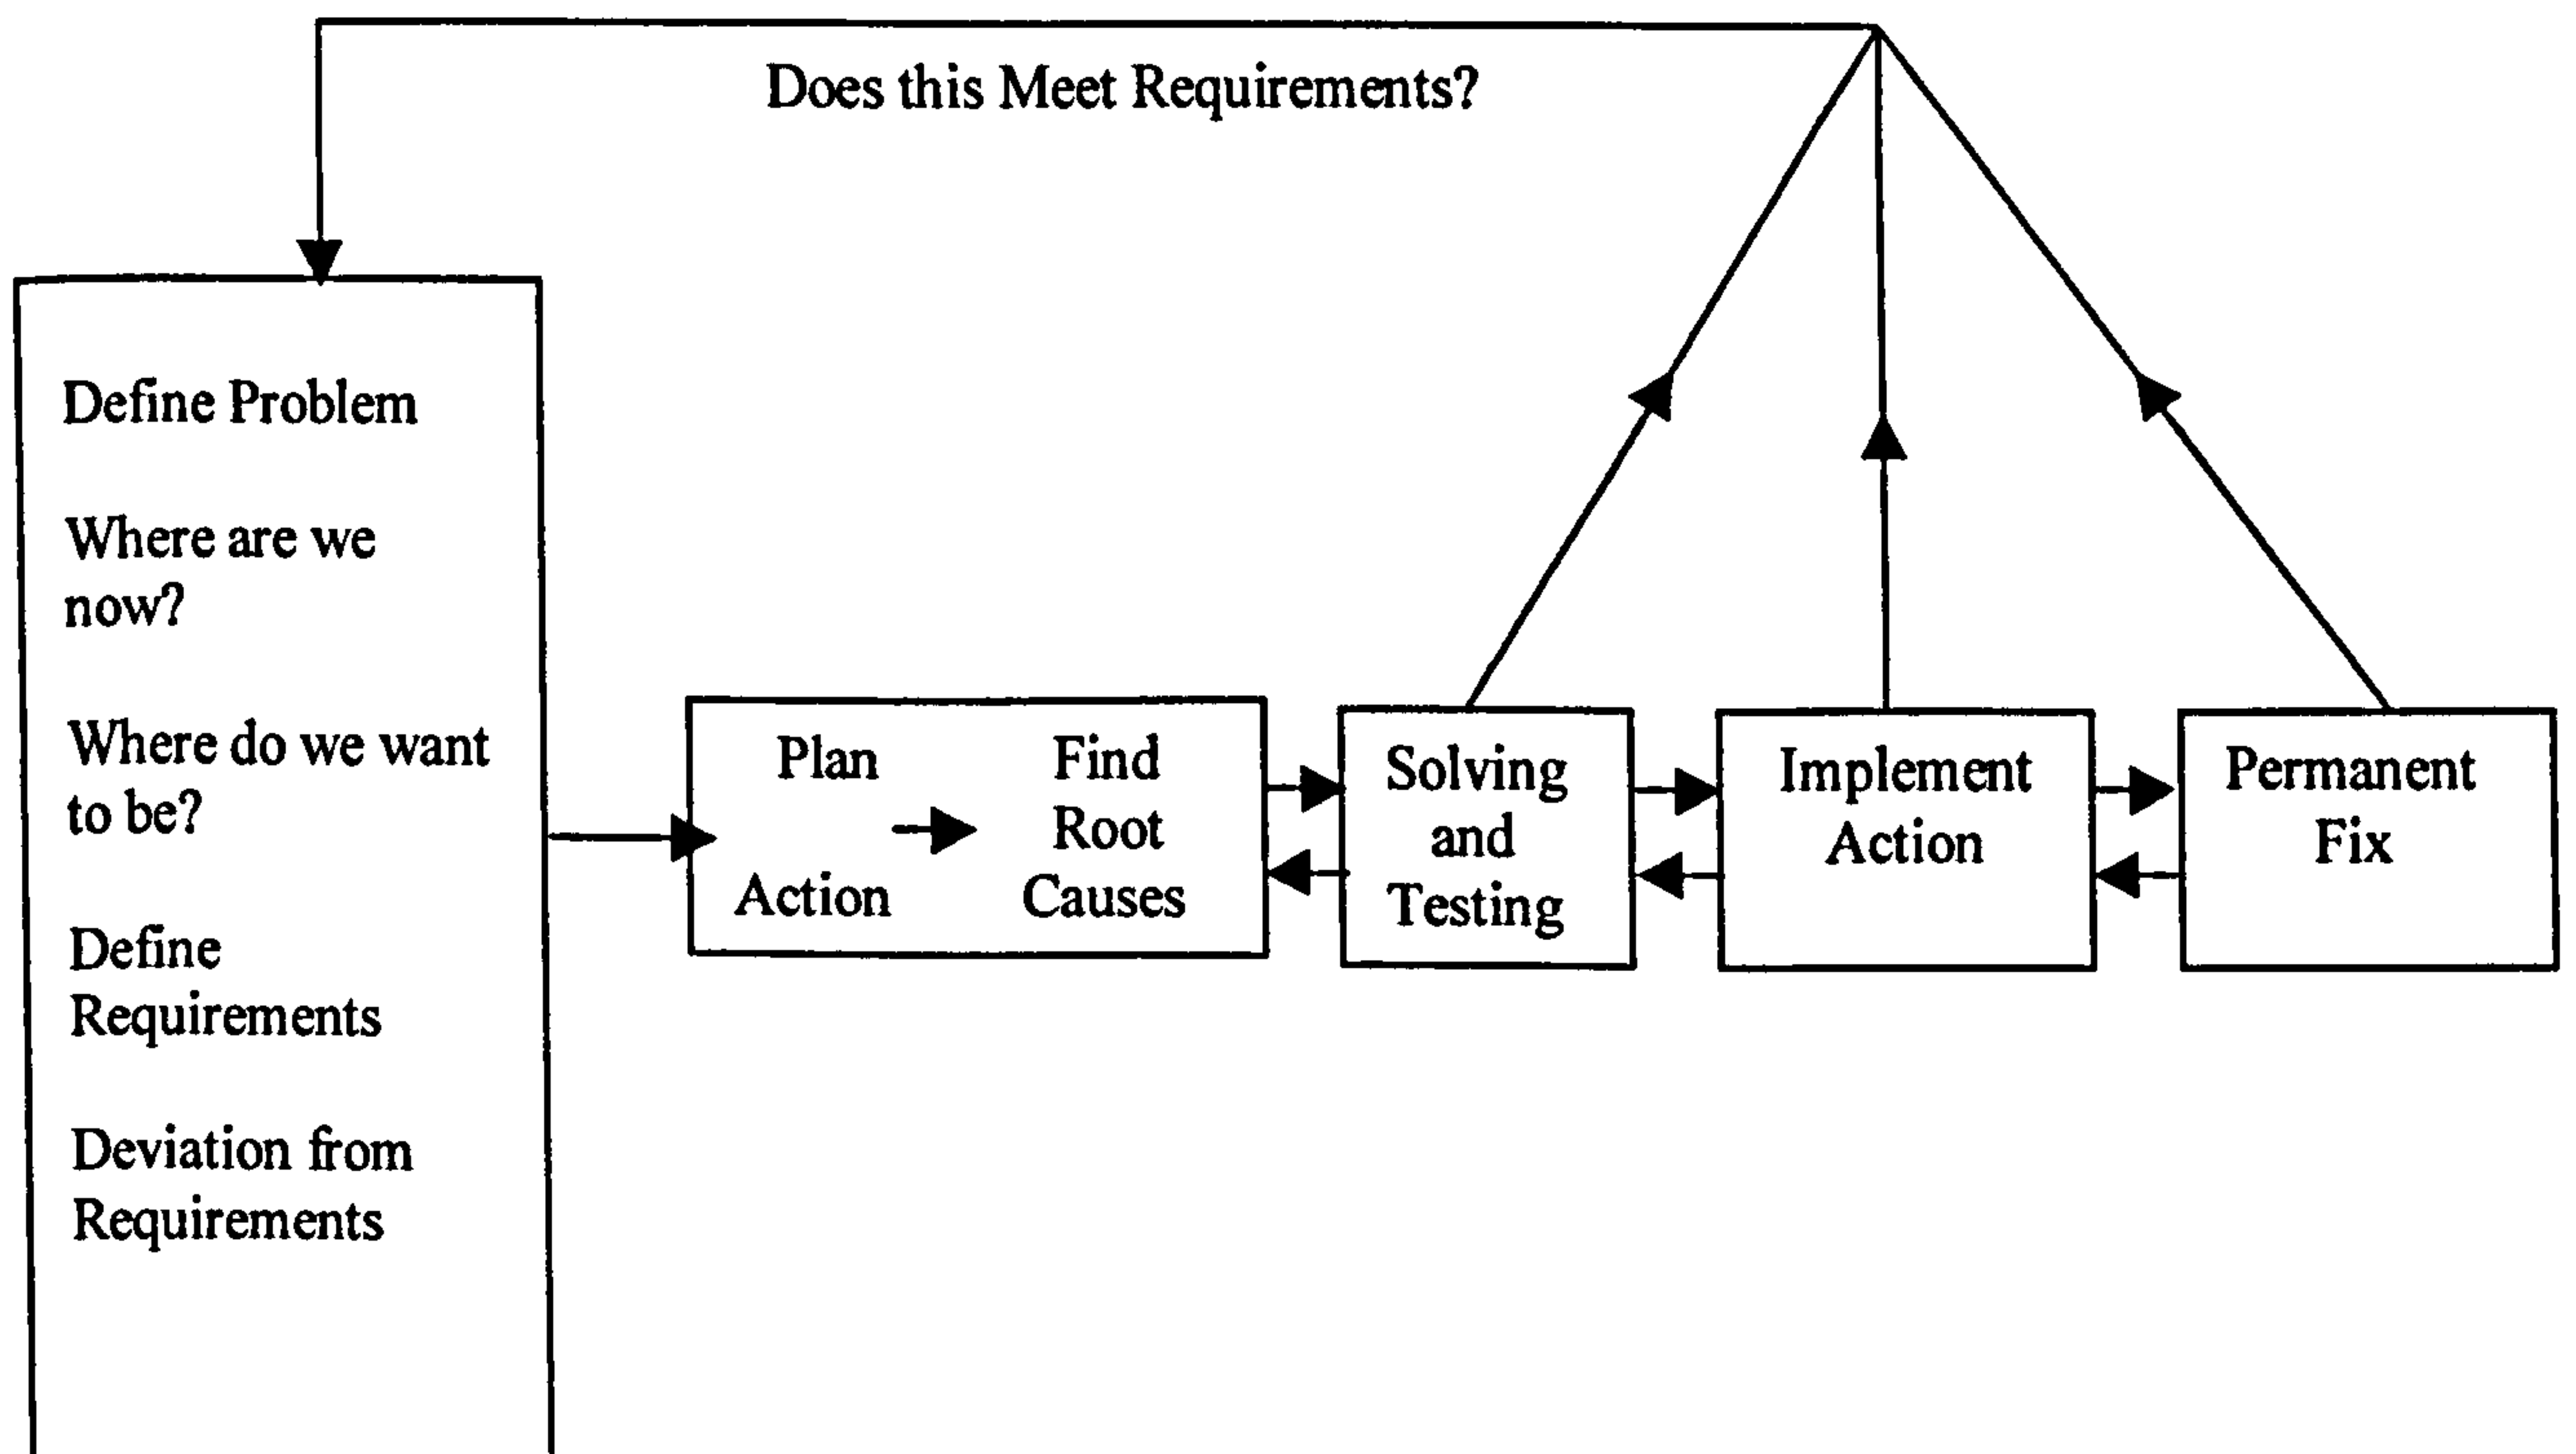 Does this Meet Requirements?
Define Problem
Where are we
now?
Where do we want
to be?
Define
Requirements
Deviation from
Requirements
Plan
Action
Find
Root
Causes
Solving
and
Testing
Implement
Action
Permanent
Fix